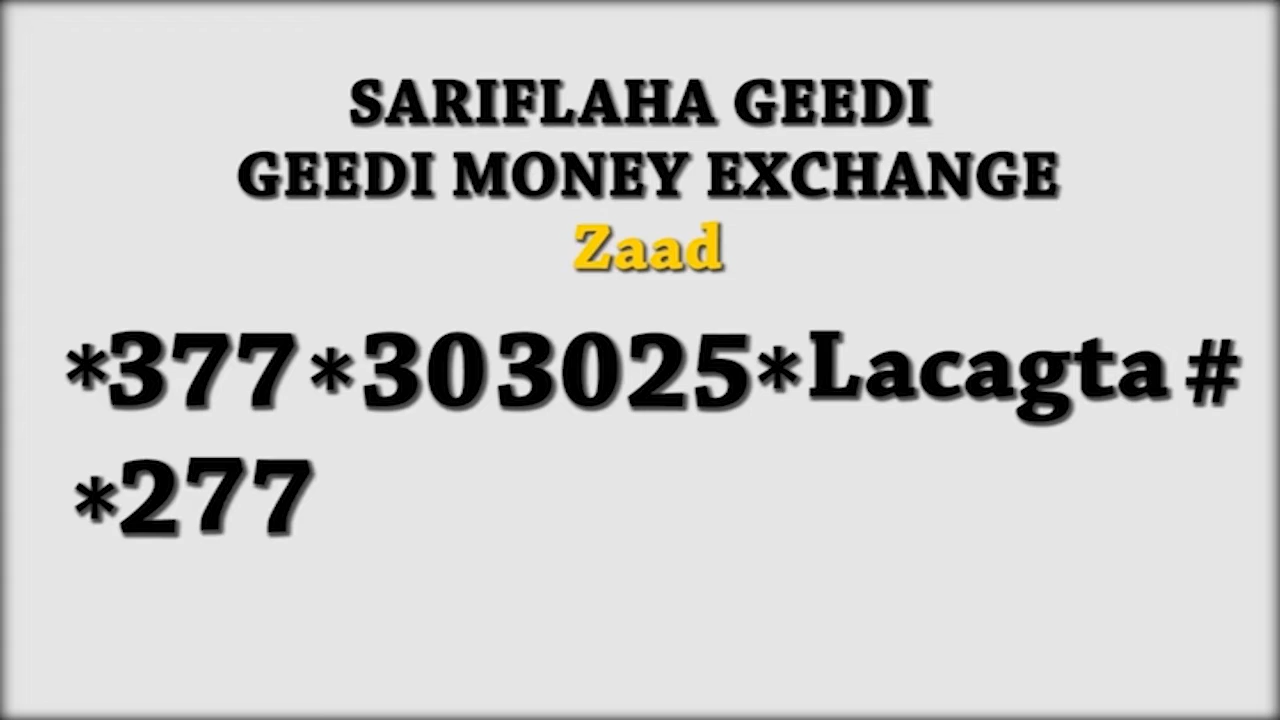 SARIFLAHA GEEDI
GEEDI MONEY EXCHANGE
Zaad
*377*303025*Lacagta#
*277